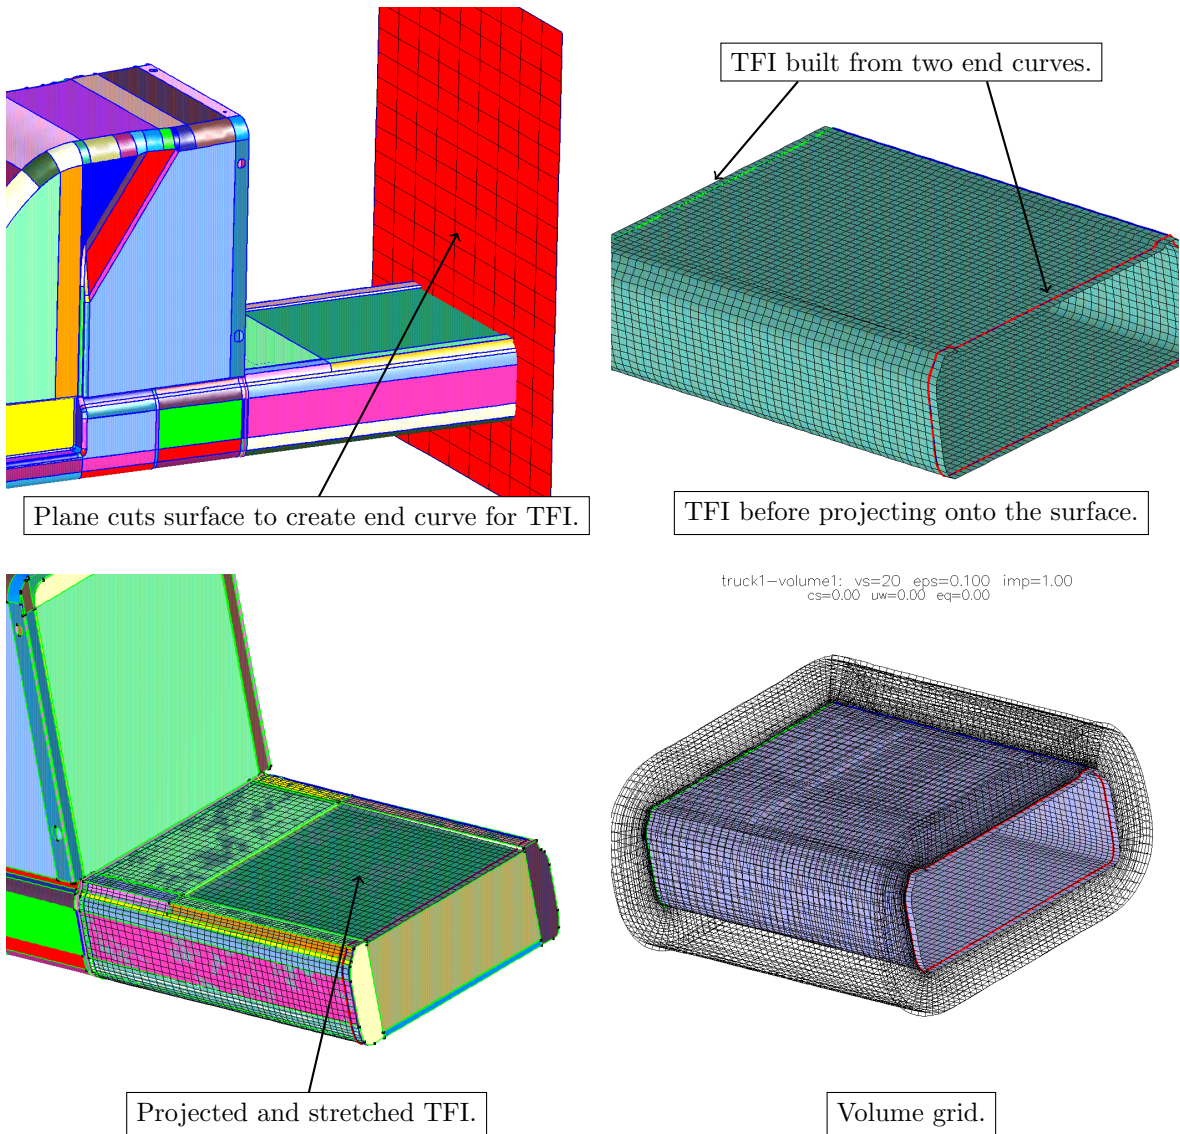 TFI built from two end curves.
Plane cuts surface to create end curve for TFI.
TFI before projecting onto the surface.
truck1-volume1: vs=20 eps=0.100 imp=1.00
cs=0.00 uw=0.00 eq=0.00
Projected and stretched TFI.
Volume grid.